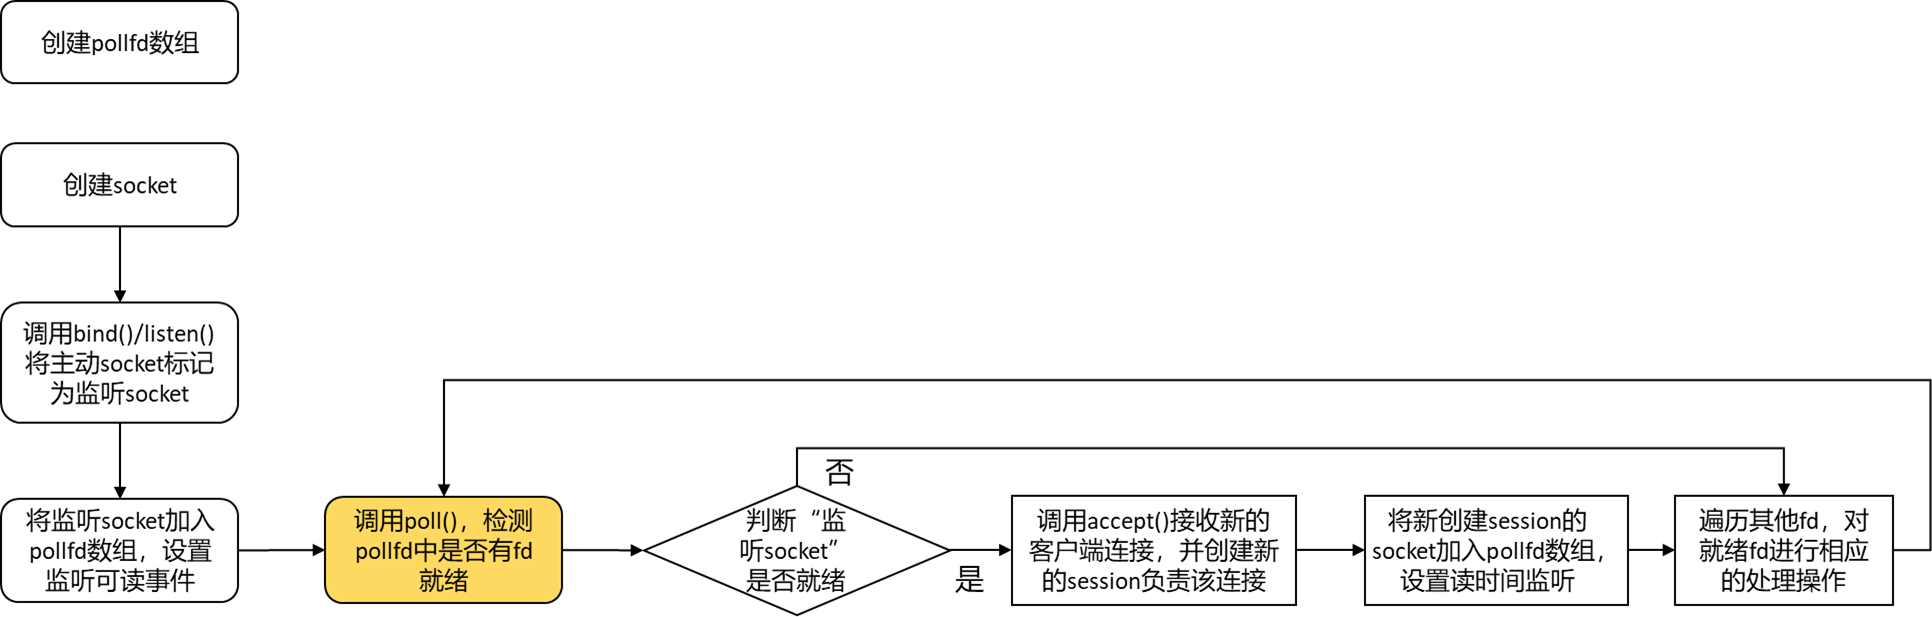 创建pollfd数组
创建socket
调用bind()/listen()
将主动socket标记
为监听socket
将监听socket加入
pollfd数组，设置
监听可读事件
调用poll()，检测
pollfd中是否有fd
就绪
判断“监
听socket”
是否就绪
否
是
调用accept()接收新的
客户端连接，并创建新
的session负责该连接
将新创建session的
socket加入pollfd数组，
设置读时间监听
遍历其他fd，对
就绪fd进行相应
的处理操作